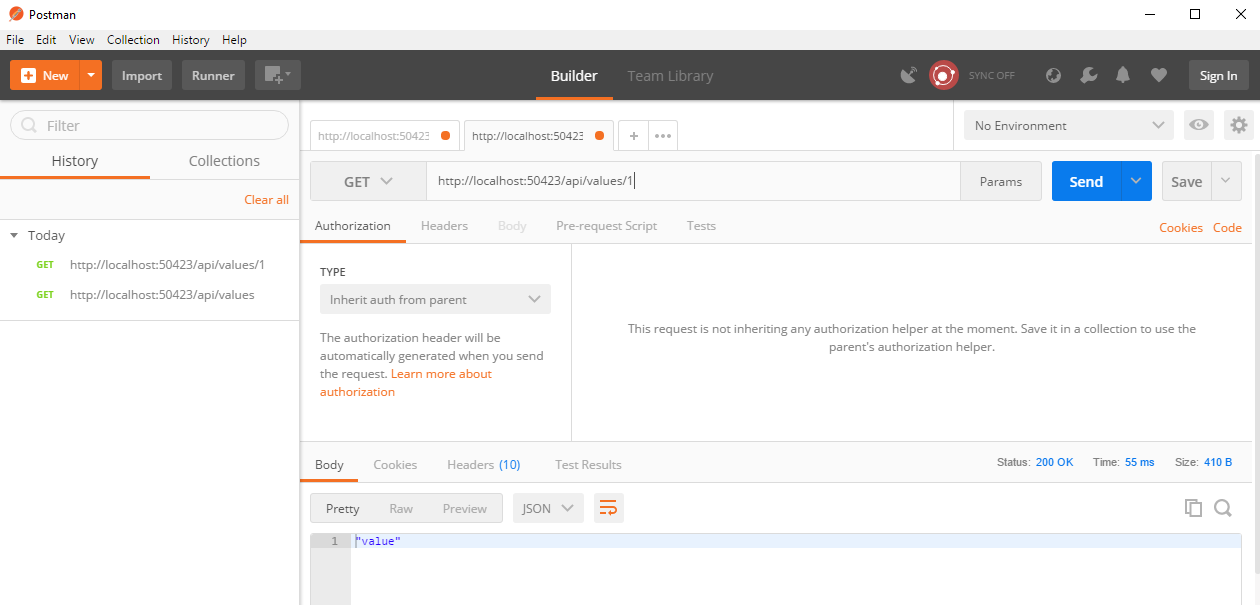 Postman
File Edit View Collection History Help
New Import Runner Builder Team Library SYNC OFF Sign In
Filter
History Collections
Clear all
Today
GET http://localhost:50423/api/values/1
GET http://localhost:50423/api/values
http://localhost:50423 http://localhost:50423 + •••
No Environment
GET http://localhost:50423/api/values/1 Params Send Save
Authorization Headers Body Pre-request Script Tests Cookies Code
TYPE
Inherit auth from parent
The authorization header will be
automatically generated when you send
the request. Learn more about
authorization
This request is not inheriting any authorization helper at the moment. Save it in a collection to use the
parent's authorization helper.
Body Cookies Headers (10) Test Results Status: 200 OK Time: 55 ms Size: 410 B
Pretty Raw Preview JSON
1 "value"